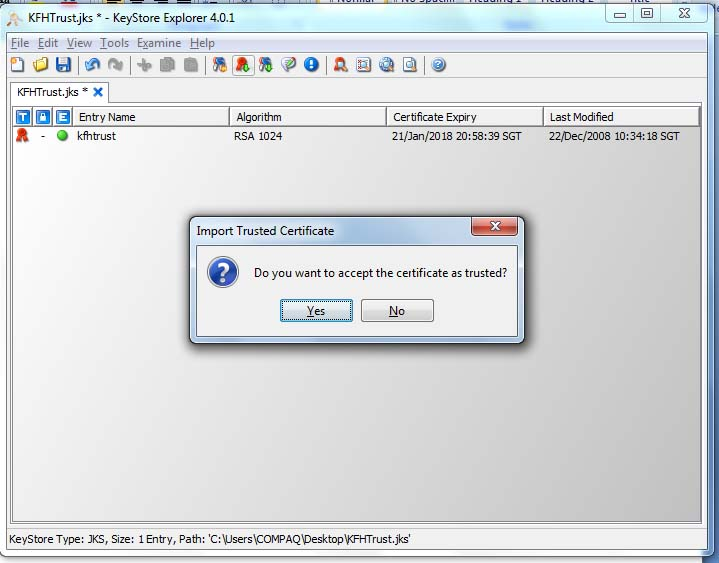 KFHTrust.jks * - KeyStore Explorer 4.0.1
File Edit View Tools Examine Help
KFHTrust.jks *
T E Entry Name Algorithm Certificate Expiry Last Modified
- kfhtrust RSA 1024 21/Jan/2018 20:58:39 SGT 22/Dec/2008 10:34:18 SGT
Import Trusted Certificate
Do you want to accept the certificate as trusted?
Yes No
KeyStore Type: JKS, Size: 1 Entry, Path: 'C:\Users\COMPAQ\Desktop\KFHTrust.jks'